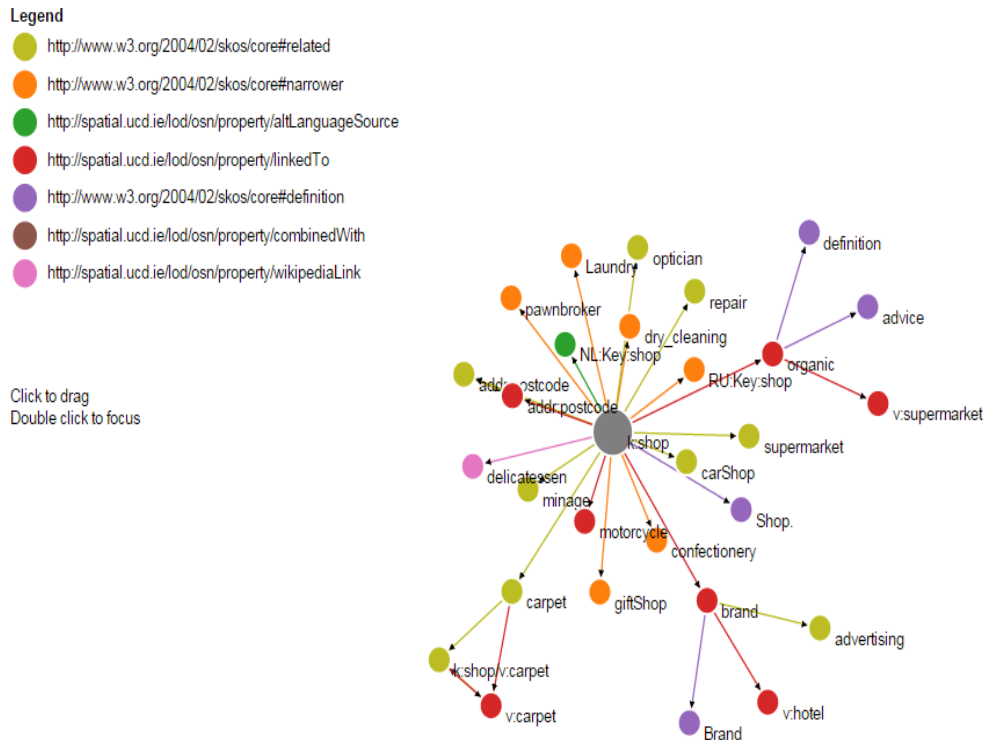 Legend
http://www.w3.org/2004/02/skos/core#related
http://www.w3.org/2004/02/skos/core#narrower
http://spatial.ucd.ie/lod/osn/property/altLanguageSource
http://spatial.ucd.ie/lod/osn/property/linkedTo
http://www.w3.org/2004/02/skos/core#definition
http://spatial.ucd.ie/lod/osn/property/combinedWith
http://spatial.ucd.ie/lod/osn/property/wikipediaLink
Click to drag
Double click to focus
definition
optician
Laundry
repair
pawnbroker
advice
dry_cleaning
NL:Key:shop
organic
RU:Key:shop
addr:postcode
addr:postcode
v:supermarket
k:shop
supermarket
carShop
delicatessen
minage
Shop.
motorcycle
confectionery
carpet
giftShop
brand
advertising
k:shop/v:carpet
v:carpet
v:hotel
Brand